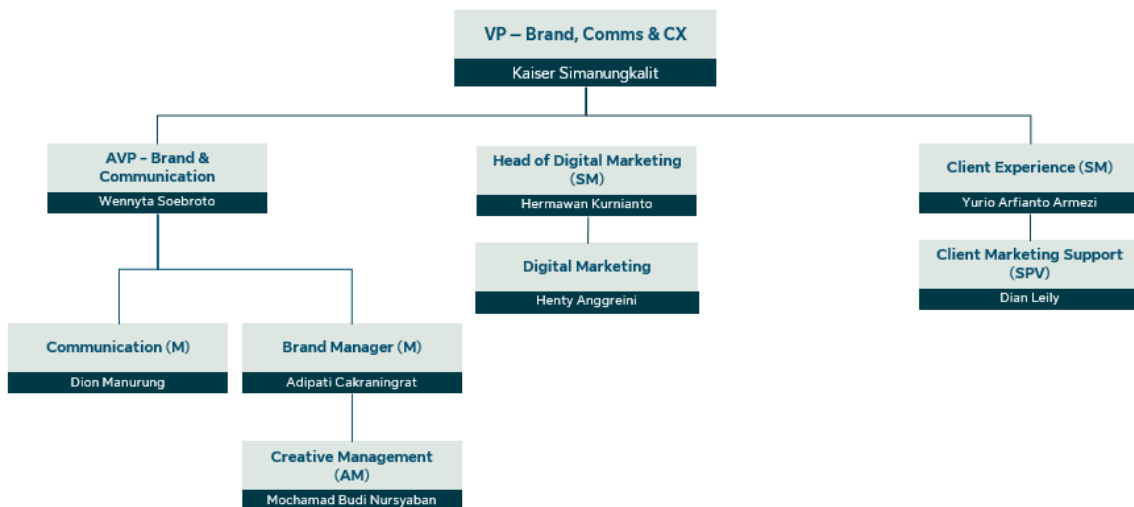 VP – Brand, Comms & CX
Kaiser Simanungkalit
AVP – Brand &
Communication
Wennyta Soebroto
Head of Digital Marketing
(SM)
Hermawan Kurnianto
Client Experience (SM)
Yurio Arfianto Armezi
Digital Marketing
Henty Anggreini
Client Marketing Support
(SPV)
Dian Leily
Communication (M)
Dion Manurung
Brand Manager (M)
Adipati Cakraningrat
Creative Management
(AM)
Mochamad Budi Nursyaban